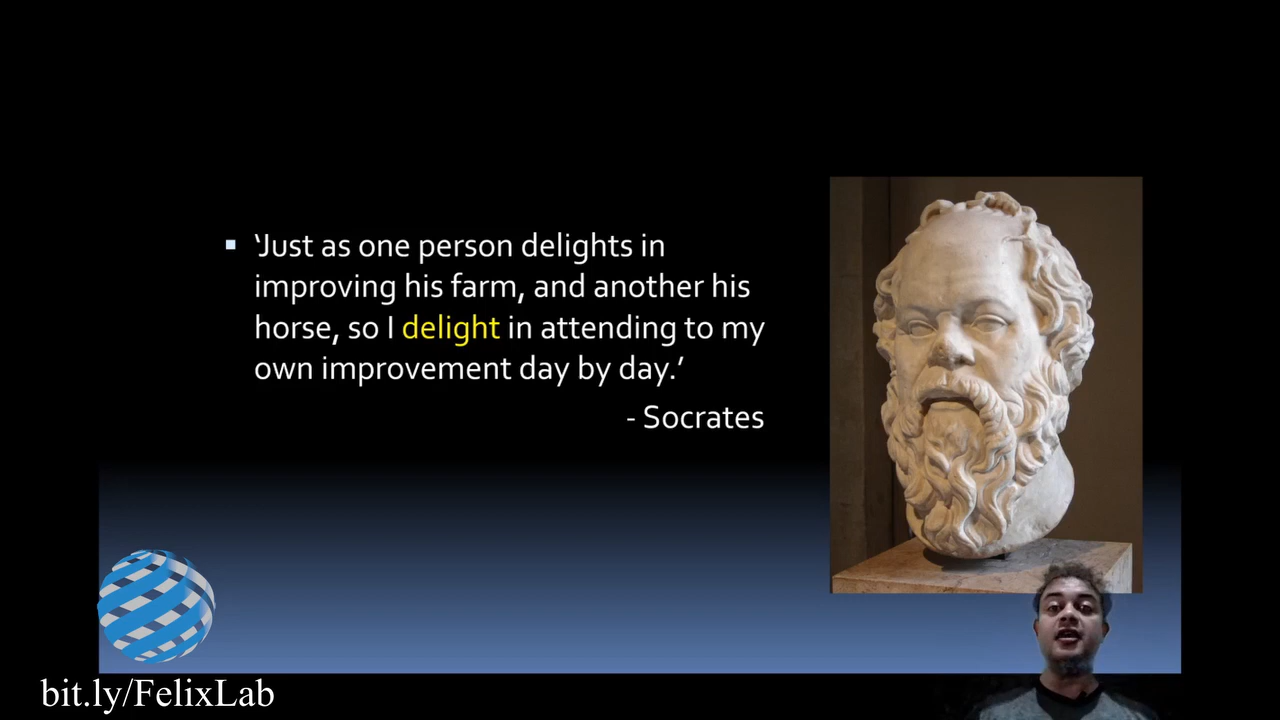 ‘Just as one person delights in
improving his farm, and another his
horse, so I delight in attending to my
own improvement day by day.’
- Socrates
bit.ly/FelixLab